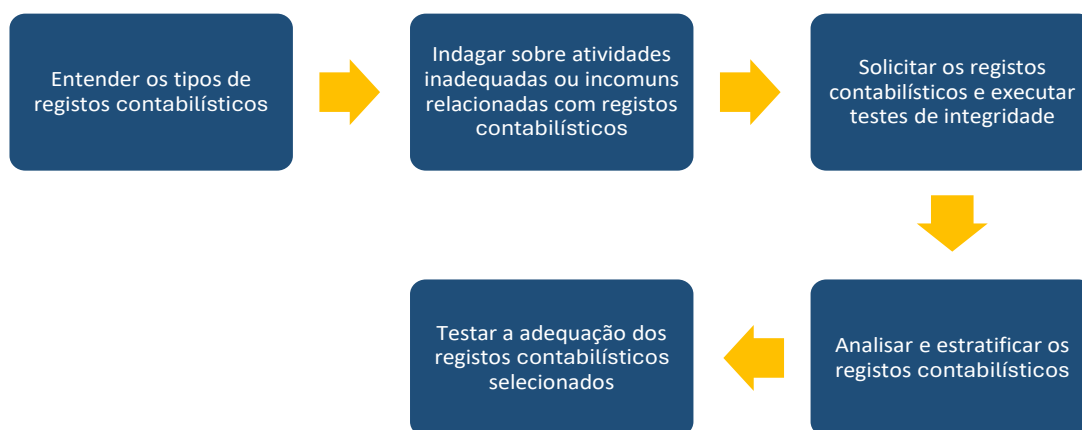 Entender os tipos de
registos contabilísticos
Indagar sobre atividades
inadequadas ou incomuns
relacionadas com registos
contabilísticos
Solicitar os registos
contabilísticos e executar
testes de integridade
Analisar e estratificar os
registos contabilísticos
Testar a adequação dos
registos contabilísticos
selecionados